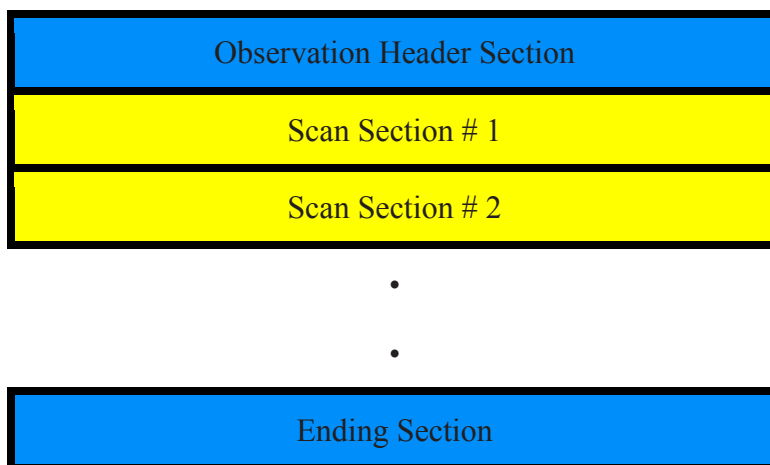 Observation Header Section
Scan Section # 1
Scan Section # 2
•
•
Ending Section